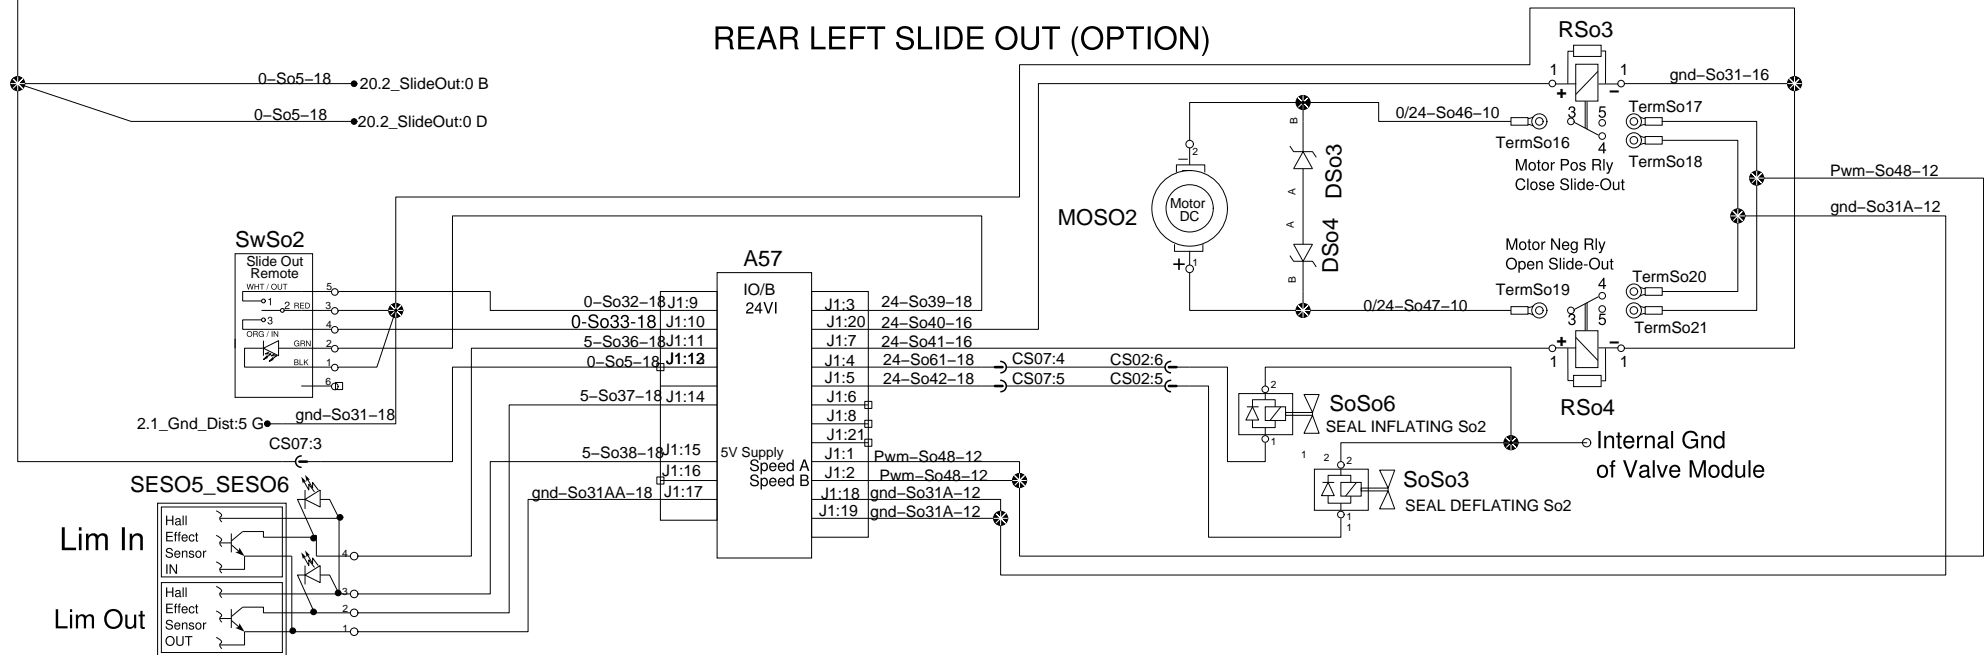 REAR LEFT SLIDE OUT (OPTION)
0–So5–18
20.2_SlideOut:0 B
0–So5–18
20.2_SlideOut:0 D
RSo3
1
1
+
–
gnd–So31–16
0/24–So46–10
TermSo16
3
5
4
TermSo17
TermSo18
Motor Pos Rly
Close Slide–Out
Pwm–So48–12
gnd–So31A–12
MOSO2
2
–
Motor
DC
+
1
B
A
A
B
DSo3
DSo4
Motor Neg Rly
Open Slide–Out
TermSo19
0/24–So47–10
4
3
5
TermSo20
TermSo21
+
–
1
1
RSo4
SwSo2
Slide Out
Remote
WHT / OUT
5
1
2 RED
3
3
4
ORG / IN
GRN
2
BLK
1
6
2.1_Gnd_Dist:5 G
gnd–So31–18
CS07:3
A57
IO/B
24VI
0–So32–18
J1:9
0–So33–18
J1:10
5–So36–18
J1:11
0–So5–18
5–So37–18
J1:14
5–So38–18
J1:15
J1:16
gnd–So31AA–18
J1:17
5V Supply
Speed A
Speed B
J1:3
24–So39–18
J1:20
24–So40–16
J1:7
24–So41–16
J1:4
24–So61–18
CS07:4
CS02:6
J1:5
24–So42–18
CS07:5
CS02:5
J1:6
J1:8
J1:21
J1:1
Pwm–So48–12
J1:2
Pwm–So48–12
J1:18
gnd–So31A–12
J1:19
gnd–So31A–12
2
SoSo6
SEAL INFLATING So2
1
1
2
2
SoSo3
SEAL DEFLATING So2
1
1
Internal Gnd
of Valve Module
SESO5_SESO6
Lim In
Hall
Effect
Sensor
IN
4
Lim Out
Hall
Effect
Sensor
OUT
3
2
1